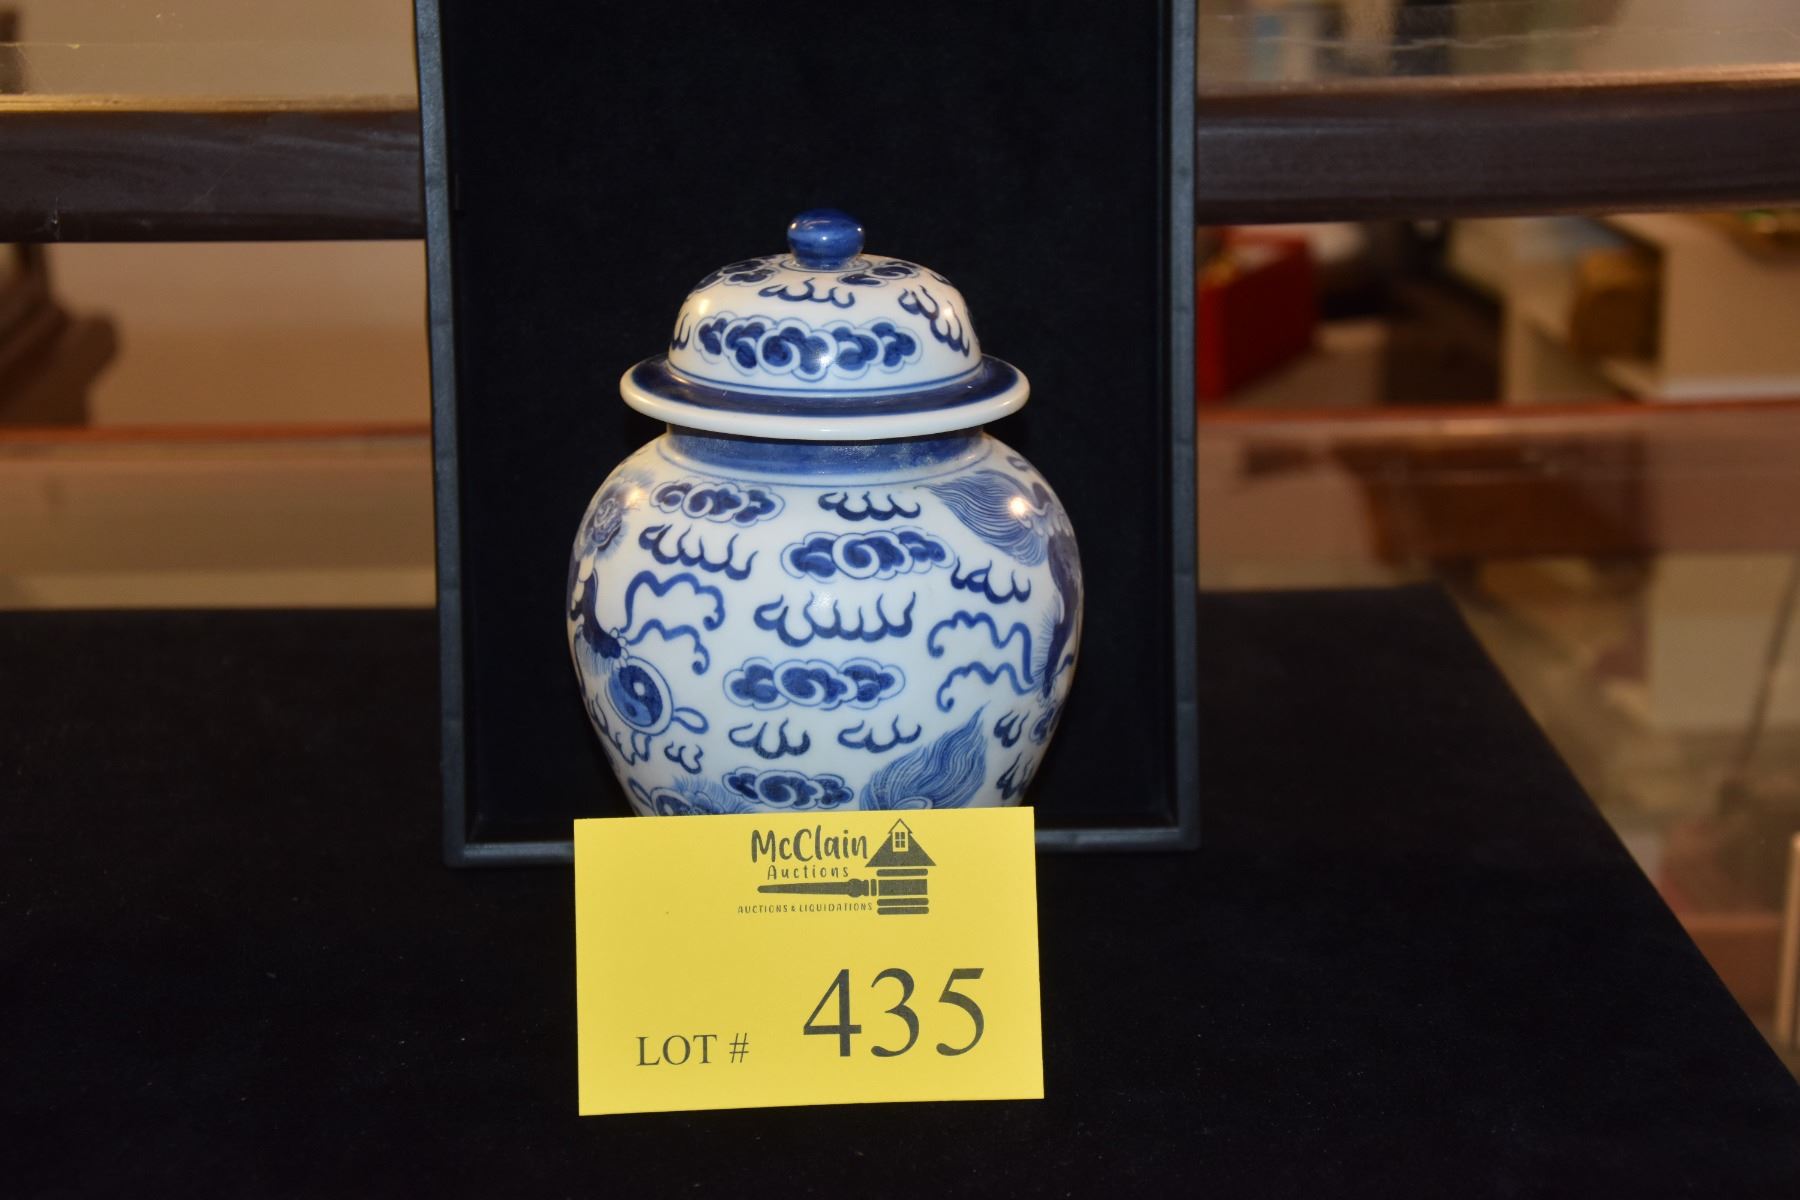 McClain
Auctions
AUCTIONS & LIQUIDATIONS
LOT # 435